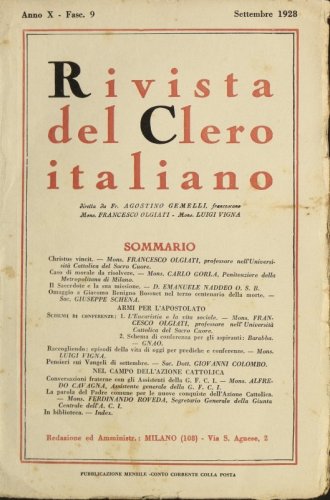 Anno X - Fasc. 9 Settembre 1928
Rivista
del Clero
italiano
diretta da Fr. AGOSTINO GEMELLI, francescano
Mons. FRANCESCO OLGIATI - Mons. LUIGI VIGNA
SOMMARIO
Christus vincit. — Mons. FRANCESCO OLGIATI, professore nell'Univer-
sità Cattolica del Sacro Cuore.
Caso di morale da risolvere. — Mons. CARLO GORLA, Penitenziere della
Metropolitana di Milano.
Il Sacerdote e la sua missione. — D. EMANUELE NADDEO O. S. B.
Omaggio a Giacomo Benigno Bossuet nel terzo centenario della morte. —
Sac. GIUSEPPE SCHENA.
ARMI PER L'APOSTOLATO
SCHEMI DI CONFERENZE: 1. L'Eucaristia e la vita sociale. — Mons. FRAN-
CESCO OLGIATI, professore nell'Università
Cattolica del Sacro Cuore.
2. Schema di conferenza per gli aspiranti: Barabba.
— GNAO.
Raccogliendo: episodi della vita di oggi per prediche e conferenze. — Mons.
LUIGI VIGNA.
Pensieri sui Vangeli di settembre. — Sac. Dott. GIOVANNI COLOMBO.
NEL CAMPO DELL'AZIONE CATTOLICA
Conversazioni fraterne con gli Assistenti della G. F. C. I. — Mons. ALFRE-
DO CAVAGNA, Assistente generale della G. F. C. I.
La parola del Padre comune per le nuove conquiste dell'Azione Cattolica.
— Mons. FERDINANDO ROVEDA, Segretario Generale della Giunta
Centrale dell'A. C. I.
In biblioteca. — Index.
Redazione ed Amministr.: MILANO (108) - Via S. Agnese, 2
PUBBLICAZIONE MENSILE - CONTO CORRENTE COLLA POSTA